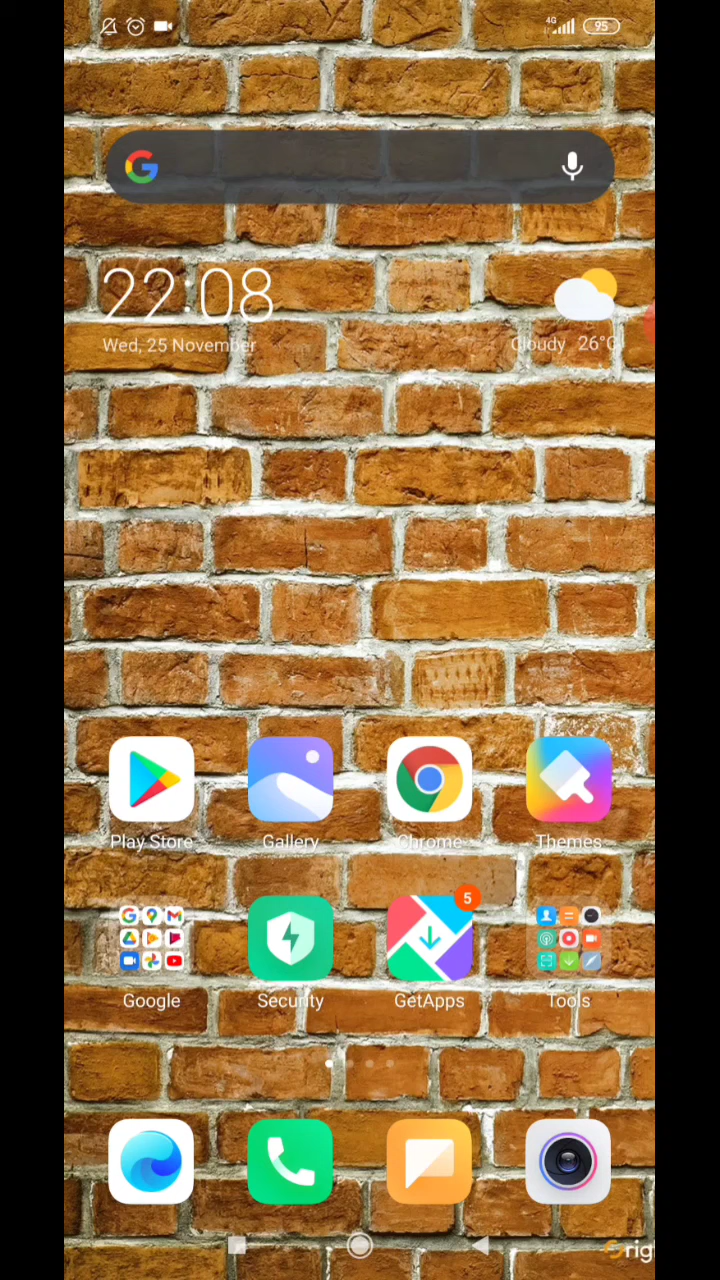 4G
95
22:08
Wed, 25 November
Cloudy 26°C
Play Store
Gallery
Chrome
Themes
5
Google
Security
GetApps
Tools
rig